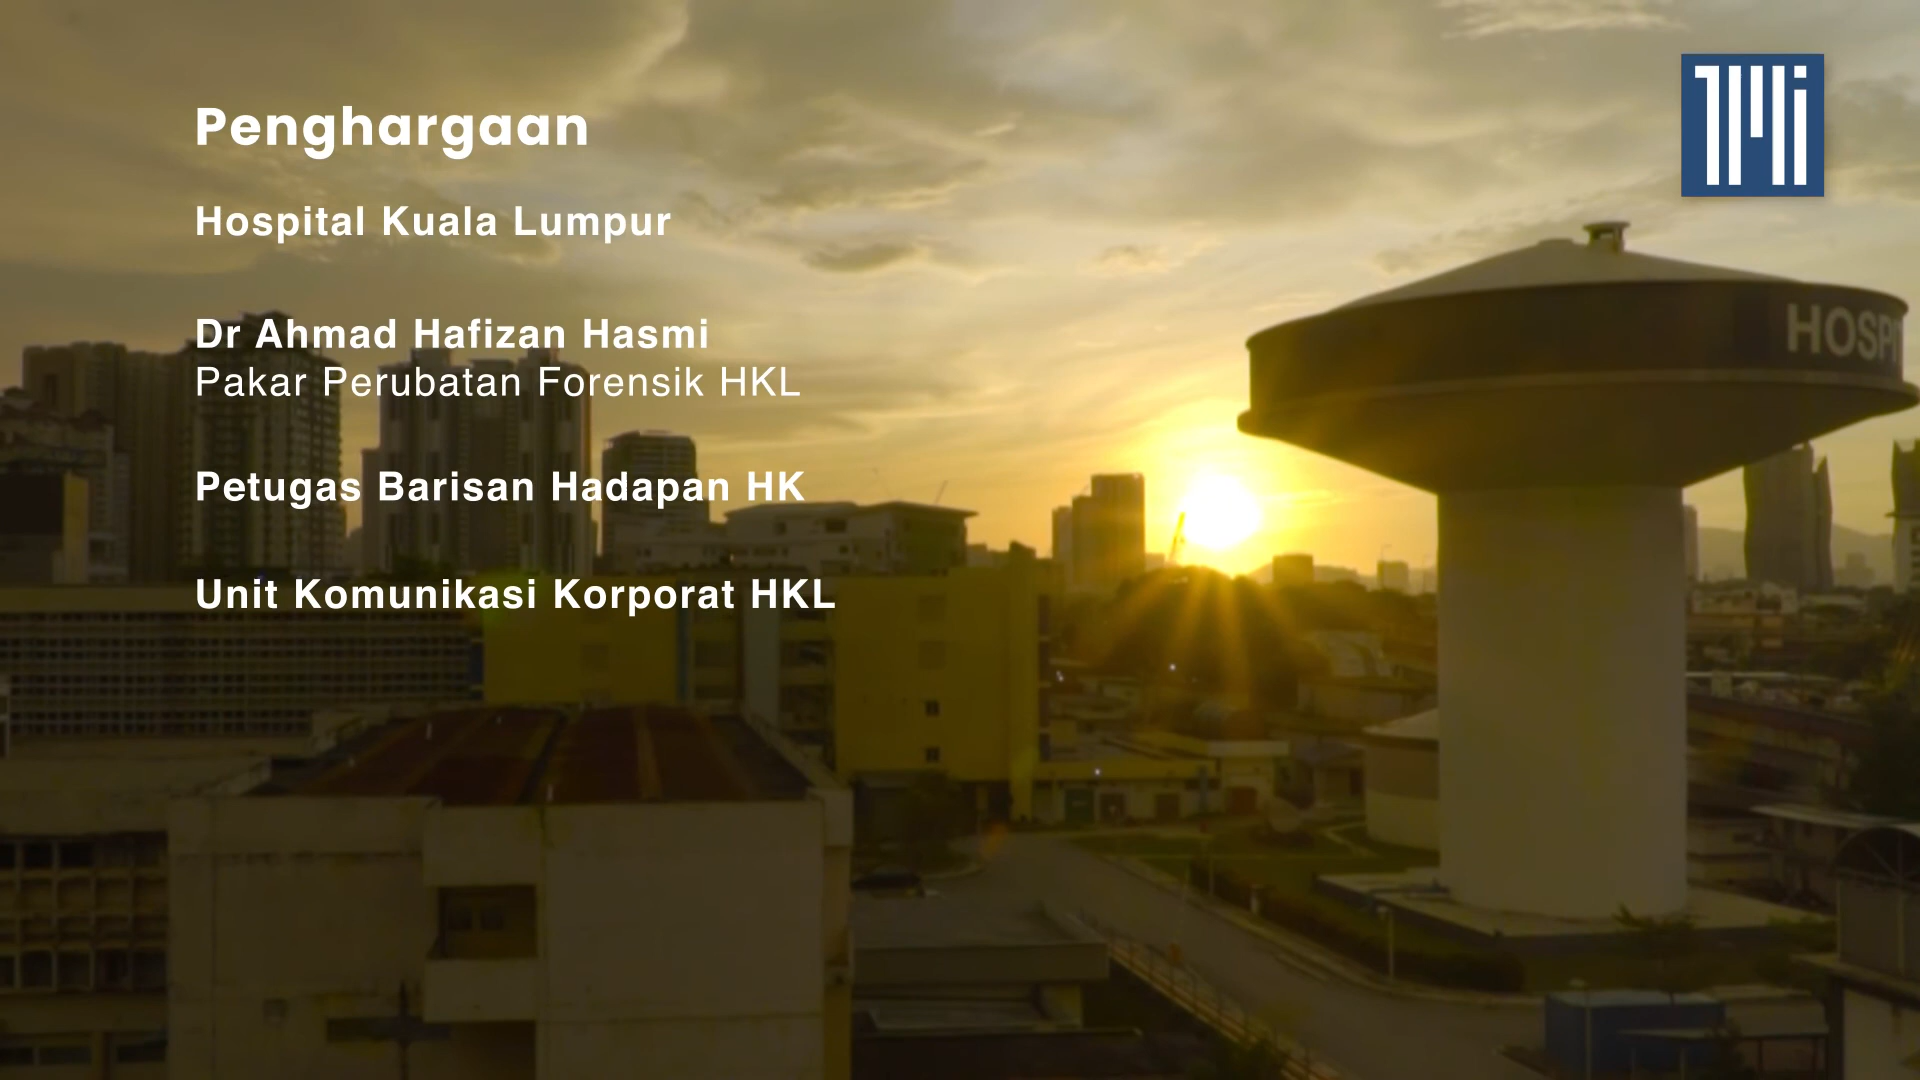 Penghargaan
Hospital Kuala Lumpur
Dr Ahmad Hafizan Hasmi
Pakar Perubatan Forensik HKL
Petugas Barisan Hadapan HK
Unit Komunikasi Korporat HKL
HOSPI